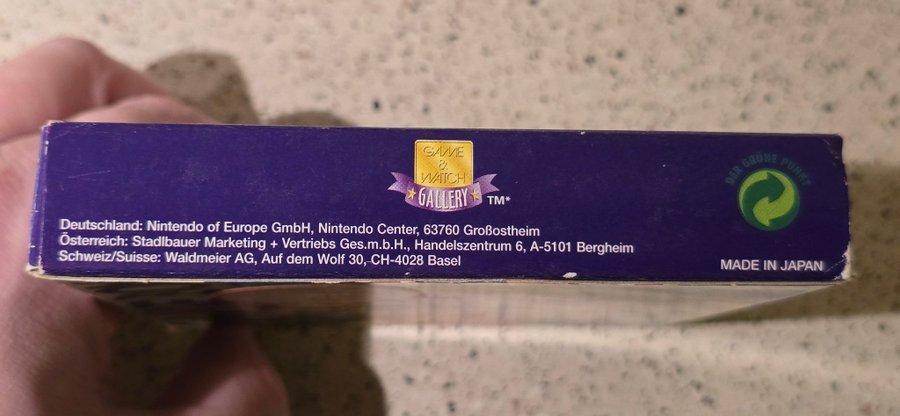 GAME
&
WATCH
GALLERY TM*
DER GRÜNE PUNKT
Deutschland: Nintendo of Europe GmbH, Nintendo Center, 63760 Großostheim
Österreich: Stadlbauer Marketing + Vertriebs Ges.m.b.H., Handelszentrum 6, A-5101 Bergheim
Schweiz/Suisse: Waldmeier AG, Auf dem Wolf 30, CH-4028 Basel
MADE IN JAPAN